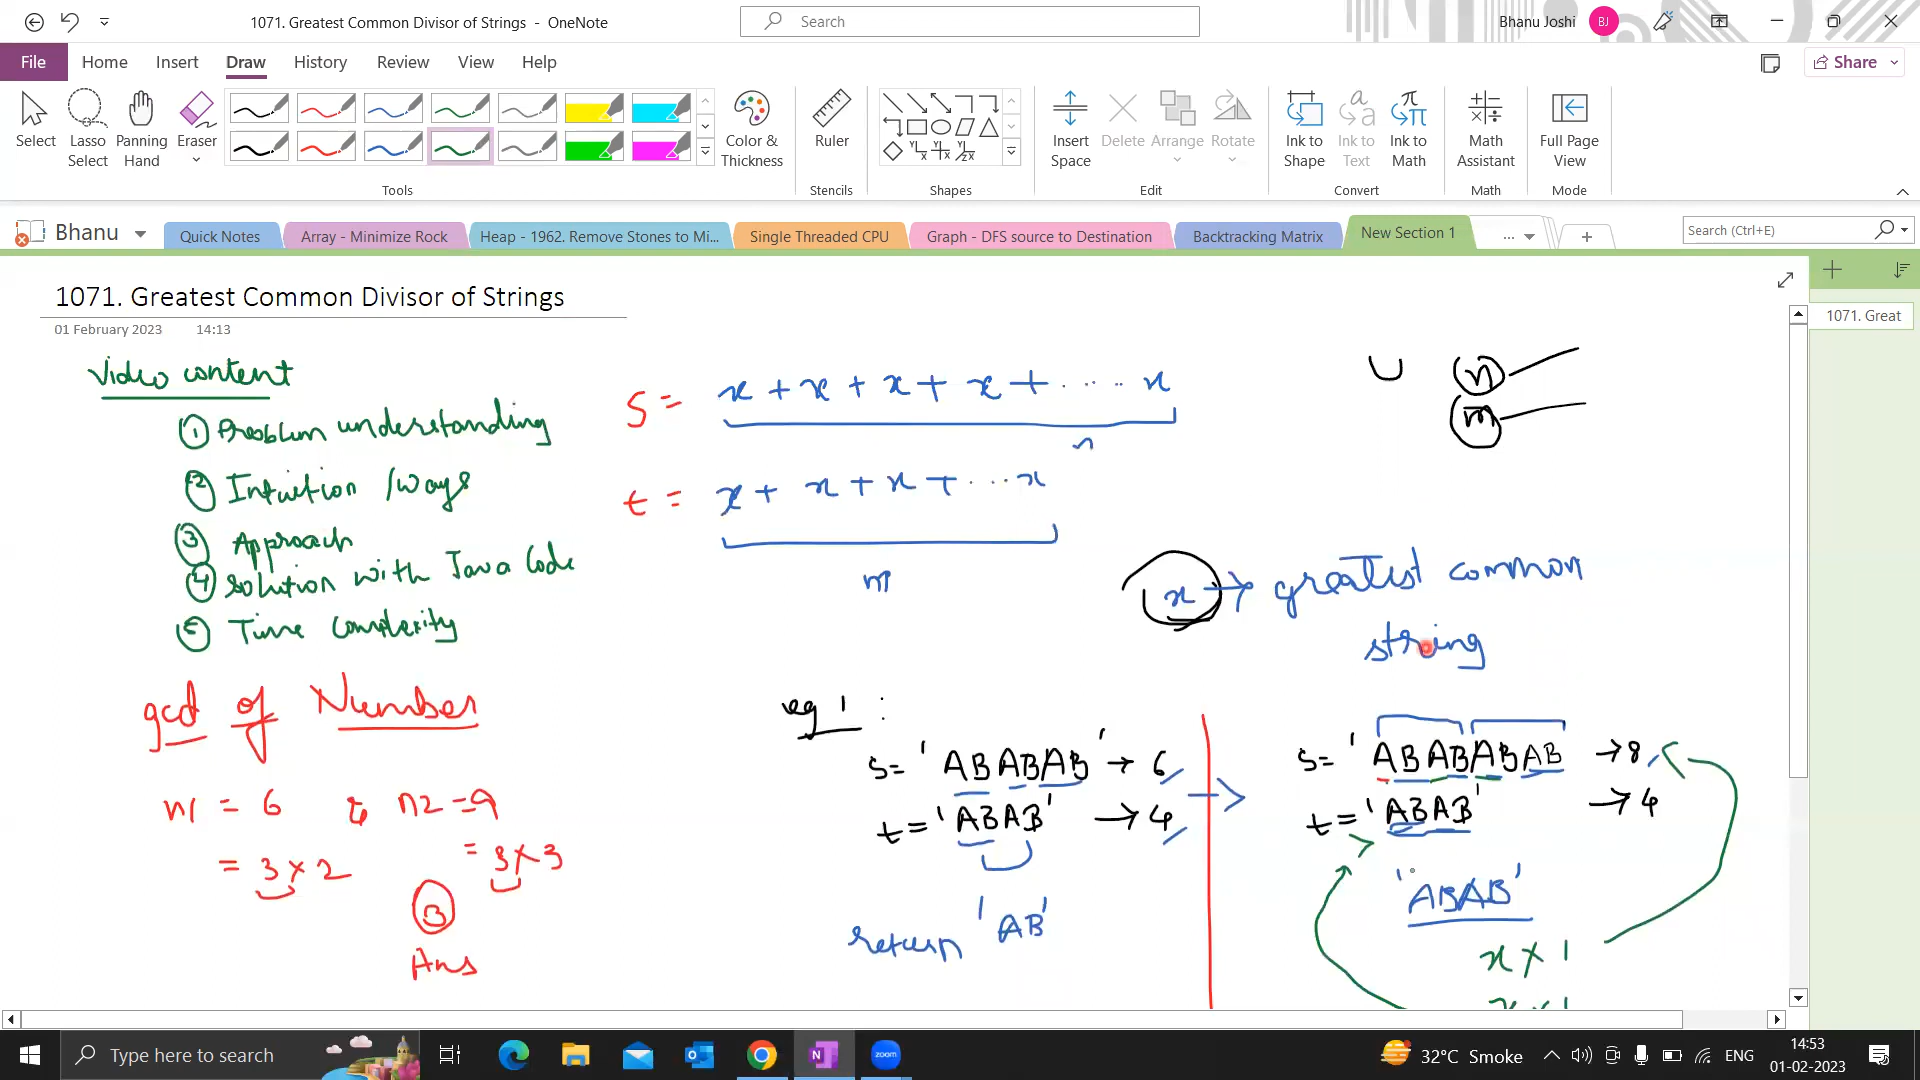 1071. Greatest Common Divisor of Strings - OneNote
Search
Bhanu Joshi
BJ
File Home Insert Draw History Review View Help
Share
Select
Lasso Select
Panning Hand
Eraser
Color & Thickness
Ruler
Insert Space
Delete
Arrange
Rotate
Ink to Shape
Ink to Text
Ink to Math
Math Assistant
Full Page View
Tools
Stencils
Shapes
Edit
Convert
Math
Mode
Bhanu
Quick Notes
Array - Minimize Rock
Heap - 1962. Remove Stones to Mi...
Single Threaded CPU
Graph - DFS source to Destination
Backtracking Matrix
New Section 1
...
Search (Ctrl+E)
1071. Great
1071. Greatest Common Divisor of Strings
01 February 2023 14:13
Video content
① Problem understanding
② Intuition / ways
③ Approach
④ Solution with Java Code
⑤ Time complexity
gcd of Number
n1 = 6 & n2 = 9
= 3 x 2 = 3 x 3
3
Ans
S = x + x + x + x + ..... x
n
t = x + x + x + ... x
m
n
m
x → greatest common
string
eg 1 :
s = 'ABABAB' → 6
t = 'ABAB' → 4
return 'AB'
s = 'ABABABAB → 8
t = 'ABAB' → 4
'ABAB'
x x 1
Type here to search
zoom
32°C Smoke
ENG
14:53
01-02-2023